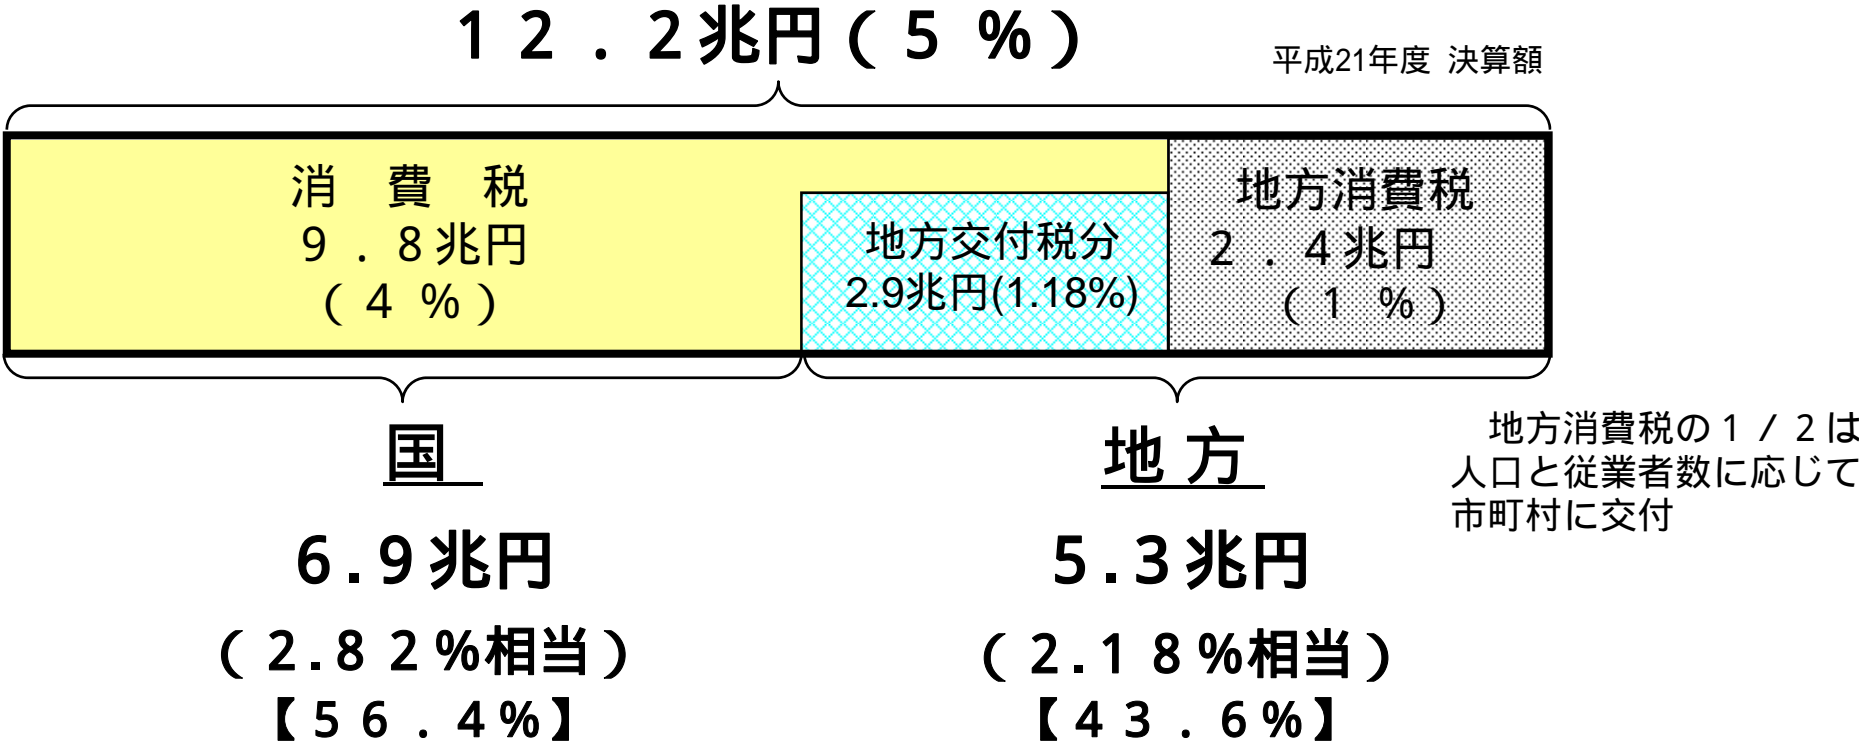 １２．２兆円（５％）
平成21年度 決算額
消費税
９．８兆円
（４％）
地方交付税分
2.9兆円(1.18%)
地方消費税
２．４兆円
（１％）
国
６.９兆円
（２.８２％相当）
【５６．４％】
地方
５.３兆円
（２.１８％相当）
【４３．６％】
地方消費税の１／２は
人口と従業者数に応じて
市町村に交付